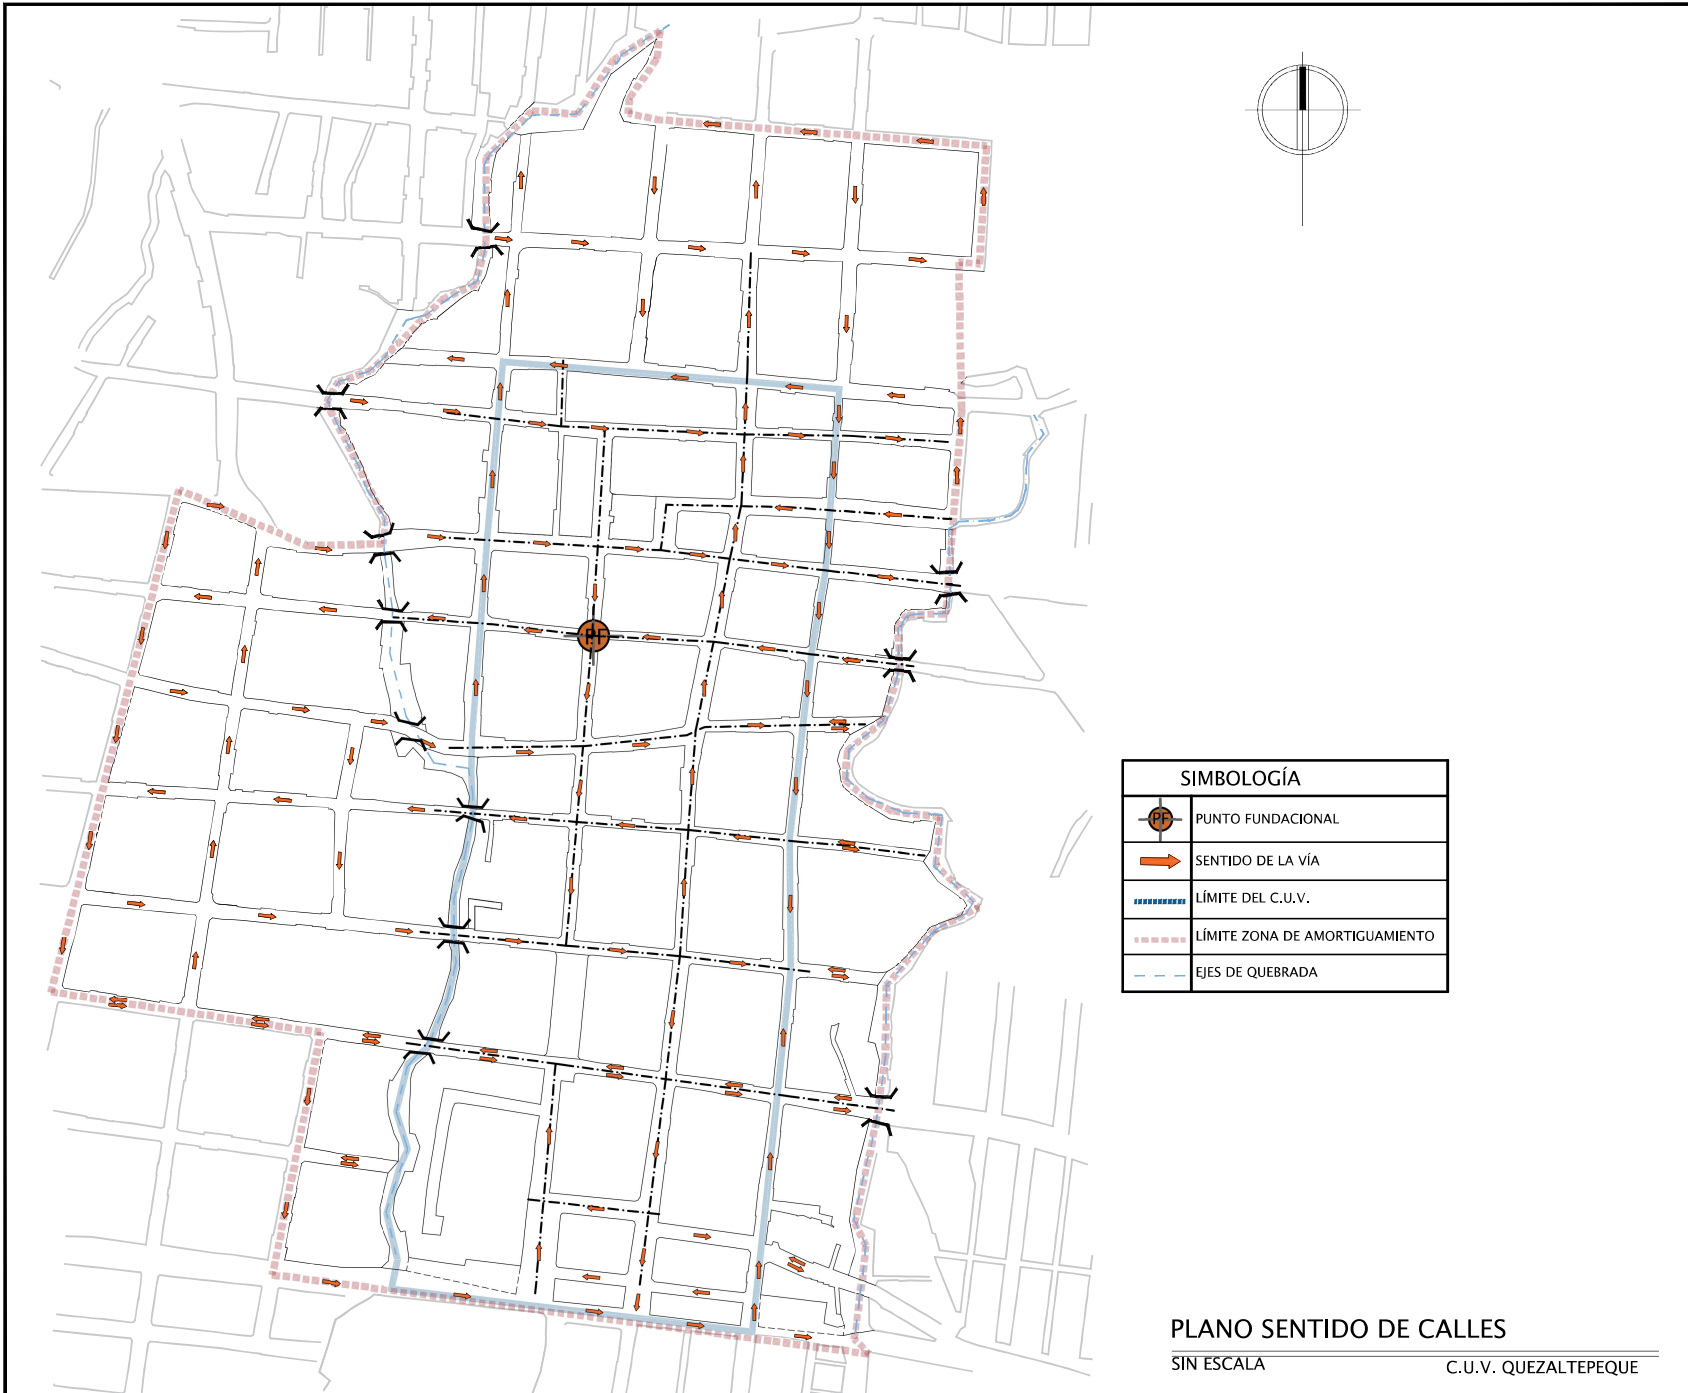 PF
SIMBOLOGÍA
PF PUNTO FUNDACIONAL
SENTIDO DE LA VÍA
LÍMITE DEL C.U.V.
LÍMITE ZONA DE AMORTIGUAMIENTO
EJES DE QUEBRADA
PLANO SENTIDO DE CALLES
SIN ESCALA C.U.V. QUEZALTEPEQUE